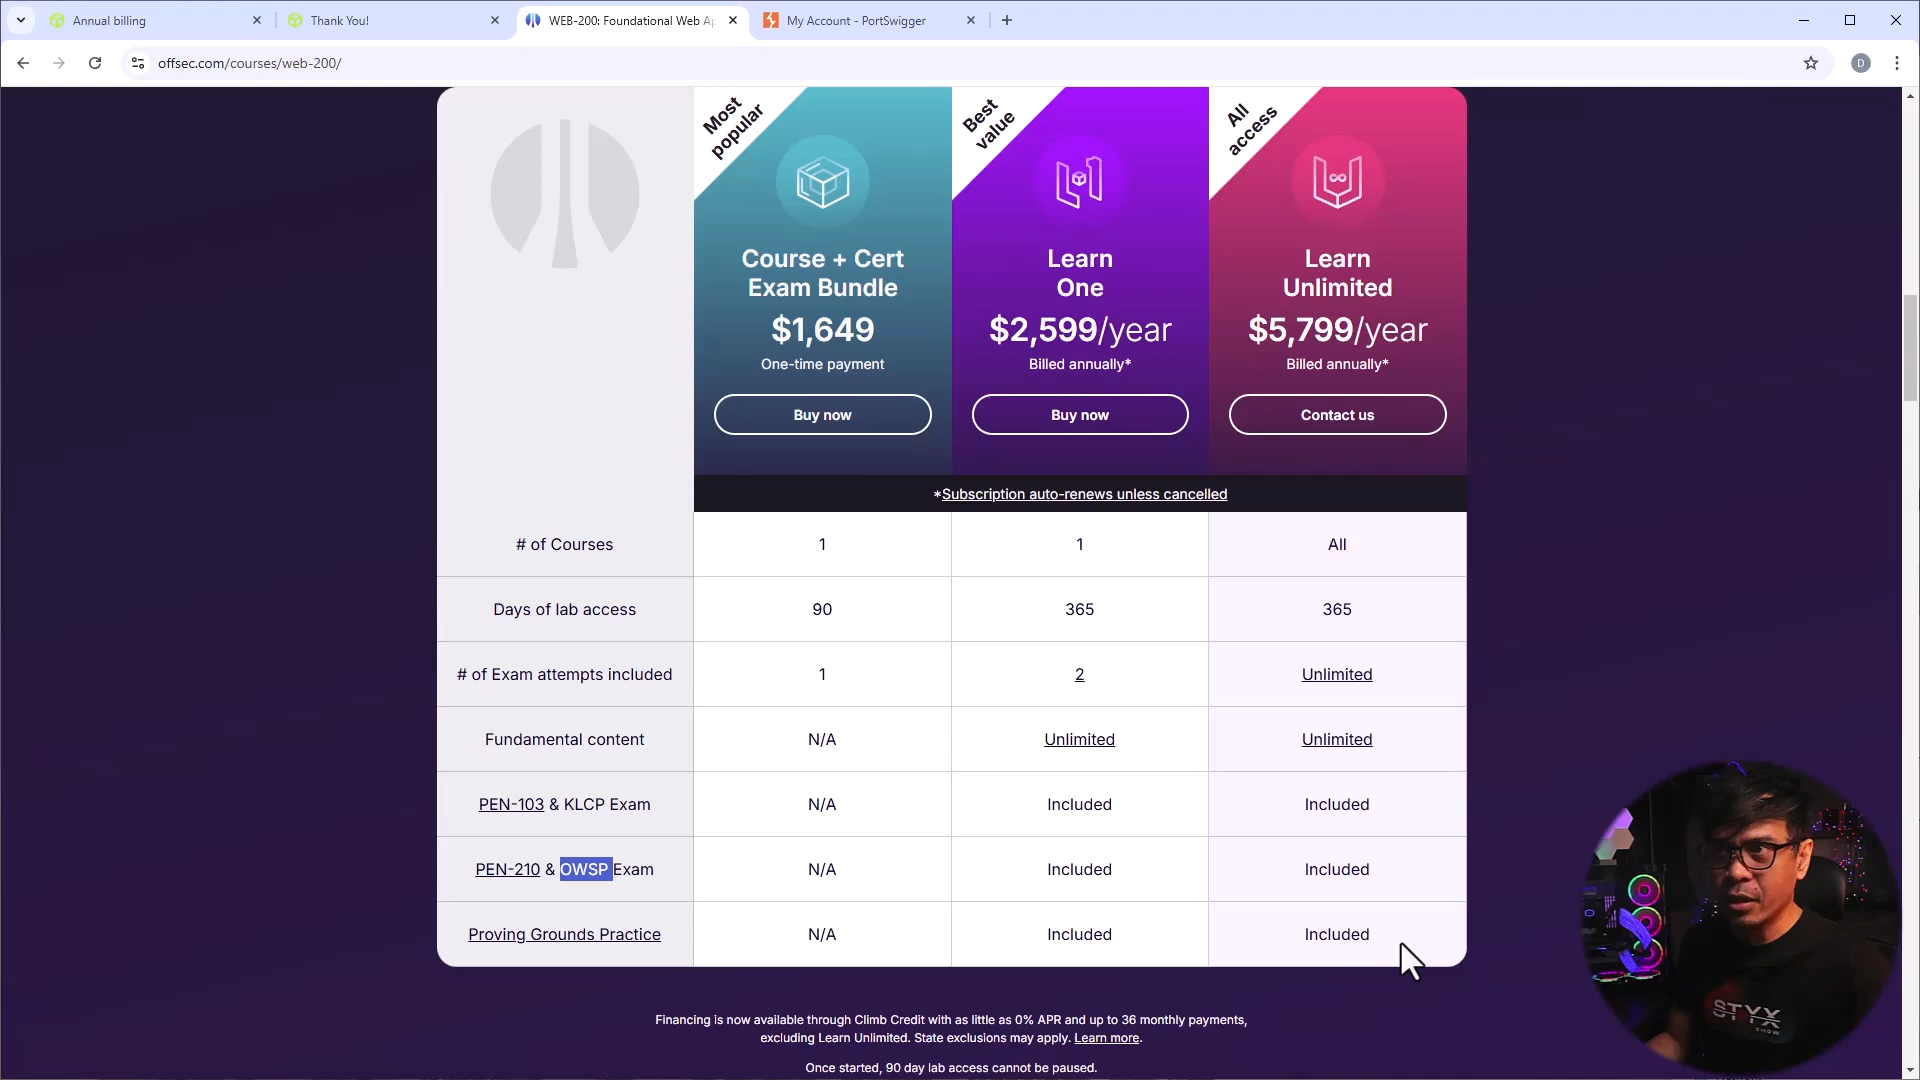 Annual billing
Thank You!
WEB-200: Foundational Web Ap
My Account - PortSwigger
offsec.com/courses/web-200/
D
Most
popular
Best
value
All
access
Course + Cert
Exam Bundle
$1,649
One-time payment
Buy now
Learn
One
$2,599/year
Billed annually*
Buy now
Learn
Unlimited
$5,799/year
Billed annually*
Contact us
*Subscription auto-renews unless cancelled
# of Courses 1 1 All
Days of lab access 90 365 365
# of Exam attempts included 1 2 Unlimited
Fundamental content N/A Unlimited Unlimited
PEN-103 & KLCP Exam N/A Included Included
PEN-210 & OWSP Exam N/A Included Included
Proving Grounds Practice N/A Included Included
Financing is now available through Climb Credit with as little as 0% APR and up to 36 monthly payments,
excluding Learn Unlimited. State exclusions may apply. Learn more.
Once started, 90 day lab access cannot be paused.
STYX
SHOW